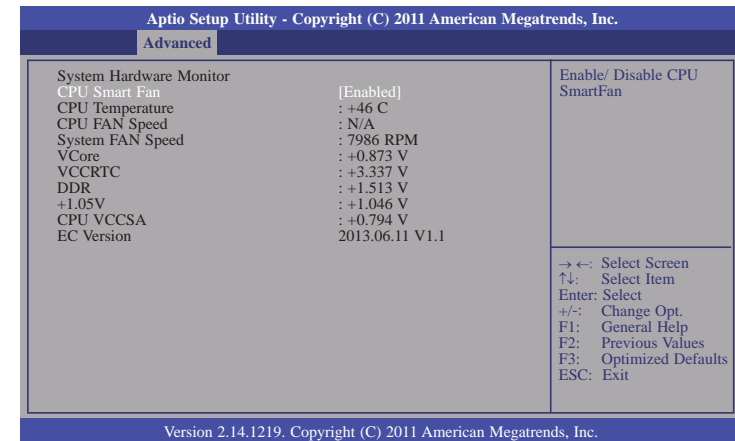 Aptio Setup Utility - Copyright (C) 2011 American Megatrends, Inc.
Advanced
System Hardware Monitor
CPU Smart Fan [Enabled]
CPU Temperature : +46 C
CPU FAN Speed : N/A
System FAN Speed : 7986 RPM
VCore : +0.873 V
VCCRTC : +3.337 V
DDR : +1.513 V
+1.05V : +1.046 V
CPU VCCSA : +0.794 V
EC Version 2013.06.11 V1.1
Enable/ Disable CPU
SmartFan
→ ←: Select Screen
↑↓: Select Item
Enter: Select
+/-: Change Opt.
F1: General Help
F2: Previous Values
F3: Optimized Defaults
ESC: Exit
Version 2.14.1219. Copyright (C) 2011 American Megatrends, Inc.